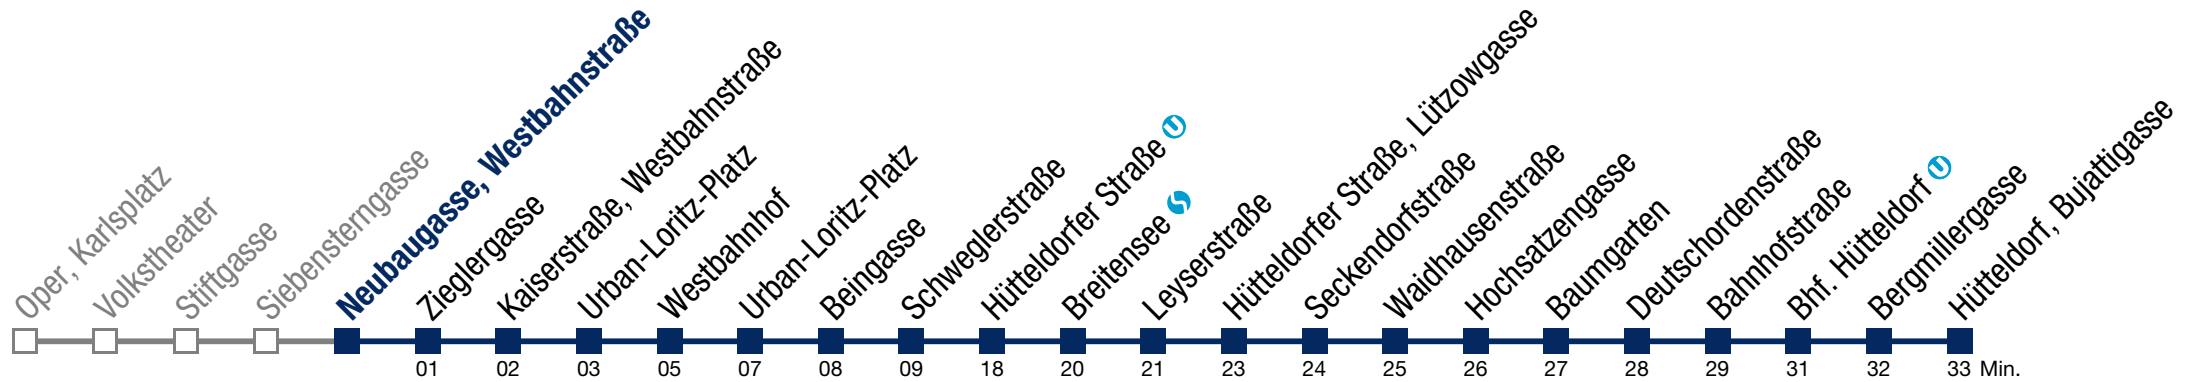 Oper, Karlsplatz
Volkstheater
Stiftgasse
Siebensterngasse
Neubaugasse, Westbahnstraße
Zieglergasse
Kaiserstraße, Westbahnstraße
Urban-Loritz-Platz
Westbahnhof
Urban-Loritz-Platz
Beingasse
Schweglerstraße
Hütteldorfer Straße U
Breitensee S
Leyserstraße
Hütteldorfer Straße, Lützowgasse
Seckendorfstraße
Waidhausenstraße
Hochsatzengasse
Baumgarten
Deutschordenstraße
Bahnhofstraße
Bhf. Hütteldorf U
Bergmillergasse
Hütteldorf, Bujattigasse
01 02 03 05 07 08 09 18 20 21 23 24 25 26 27 28 29 31 32 33 Min.